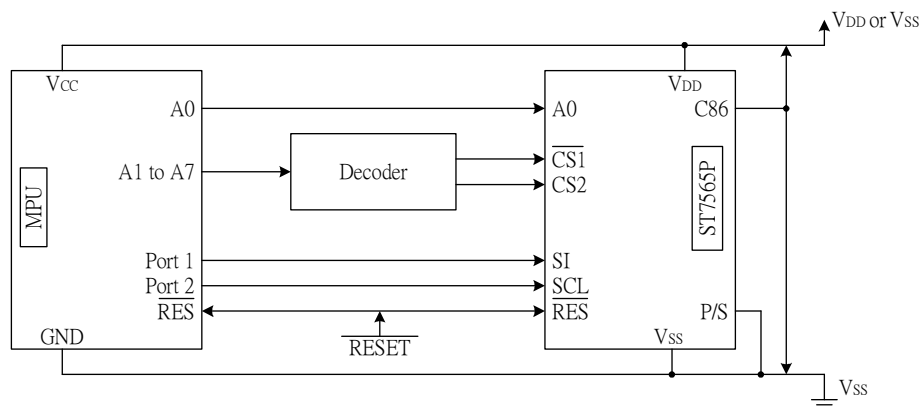 VDD or VSS
VCC
VDD
A0
A0
C86
A1 to A7
Decoder
CS1
CS2
MPU
ST7565P
Port 1
SI
Port 2
SCL
RES
RES
P/S
GND
RESET
VSS
VSS